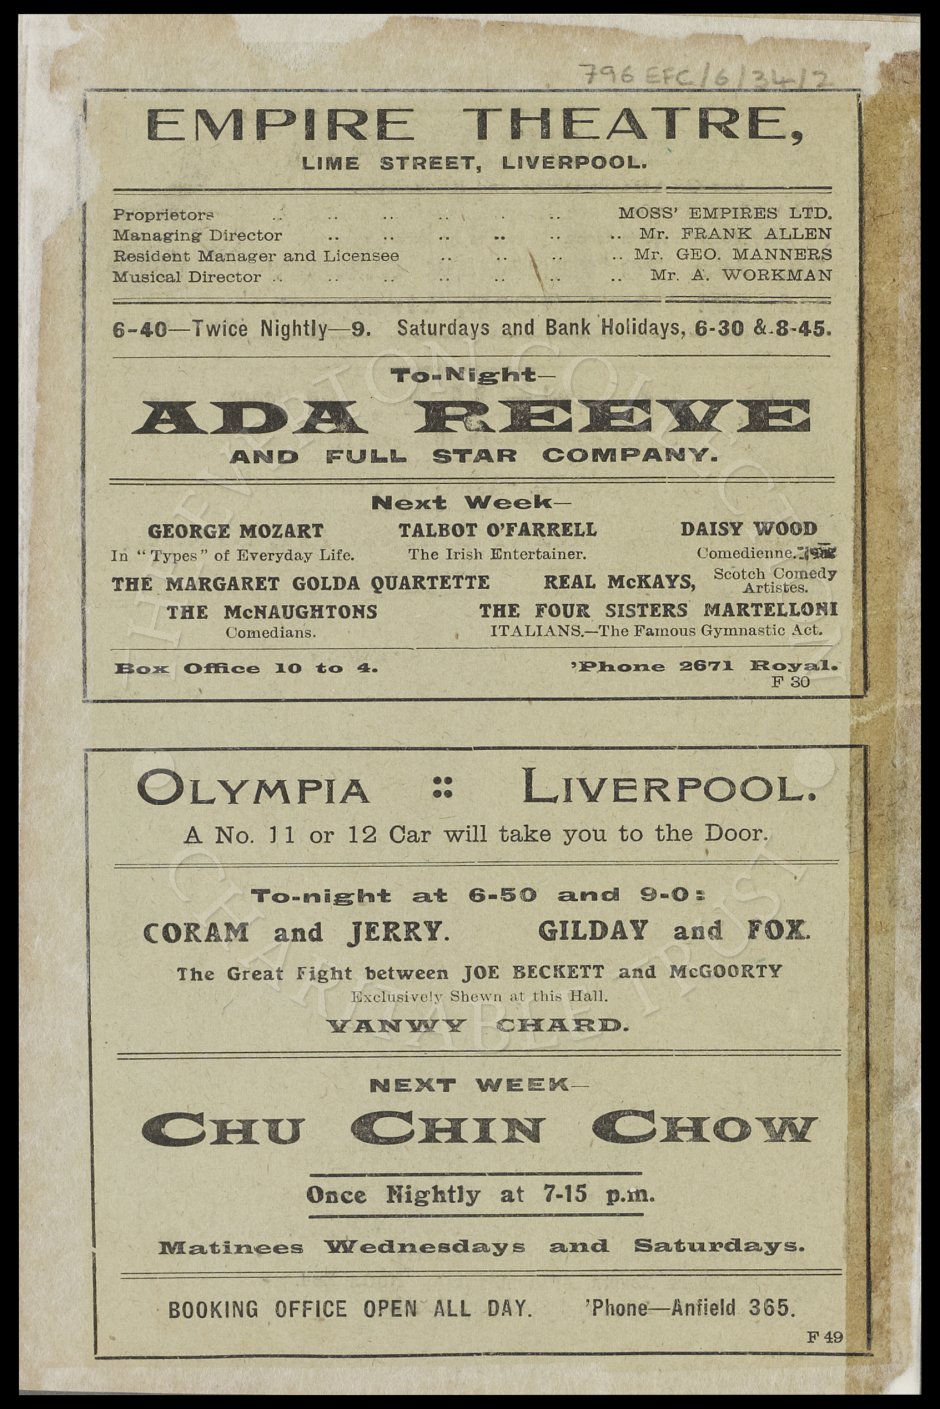 796 EFC/6/34/2
EMPIRE THEATRE,
LIME STREET, LIVERPOOL.
Proprietors .. .. .. .. .. .. MOSS' EMPIRES LTD.
Managing Director .. .. .. .. .. .. Mr. FRANK ALLEN
Resident Manager and Licensee .. .. .. .. Mr. GEO. MANNERS
Musical Director .. .. .. .. .. .. .. Mr. A. WORKMAN
6-40—Twice Nightly—9. Saturdays and Bank Holidays, 6-30 & 8-45.
To-Night—
ADA REEVE
AND FULL STAR COMPANY.
Next Week—
GEORGE MOZART TALBOT O'FARRELL DAISY WOOD
In "Types" of Everyday Life. The Irish Entertainer. Comedienne.
THE MARGARET GOLDA QUARTETTE REAL McKAYS, Scotch Comedy
Artistes.
THE McNAUGHTONS THE FOUR SISTERS MARTELLONI
Comedians. ITALIANS.—The Famous Gymnastic Act.
Box Office 10 to 4. 'Phone 2671 Royal.
F 30
OLYMPIA :: LIVERPOOL.
A No. 11 or 12 Car will take you to the Door.
To-night at 6-50 and 9-0:
CORAM and JERRY. GILDAY and FOX.
The Great Fight between JOE BECKETT and McGOORTY
Exclusively Shewn at this Hall.
VANWY CHARD.
NEXT WEEK—
CHU CHIN CHOW
Once Nightly at 7-15 p.m.
Matinees Wednesdays and Saturdays.
BOOKING OFFICE OPEN ALL DAY. 'Phone—Anfield 365.
F 49
EVERTON COLLECTION
CHARITABLE TRUST